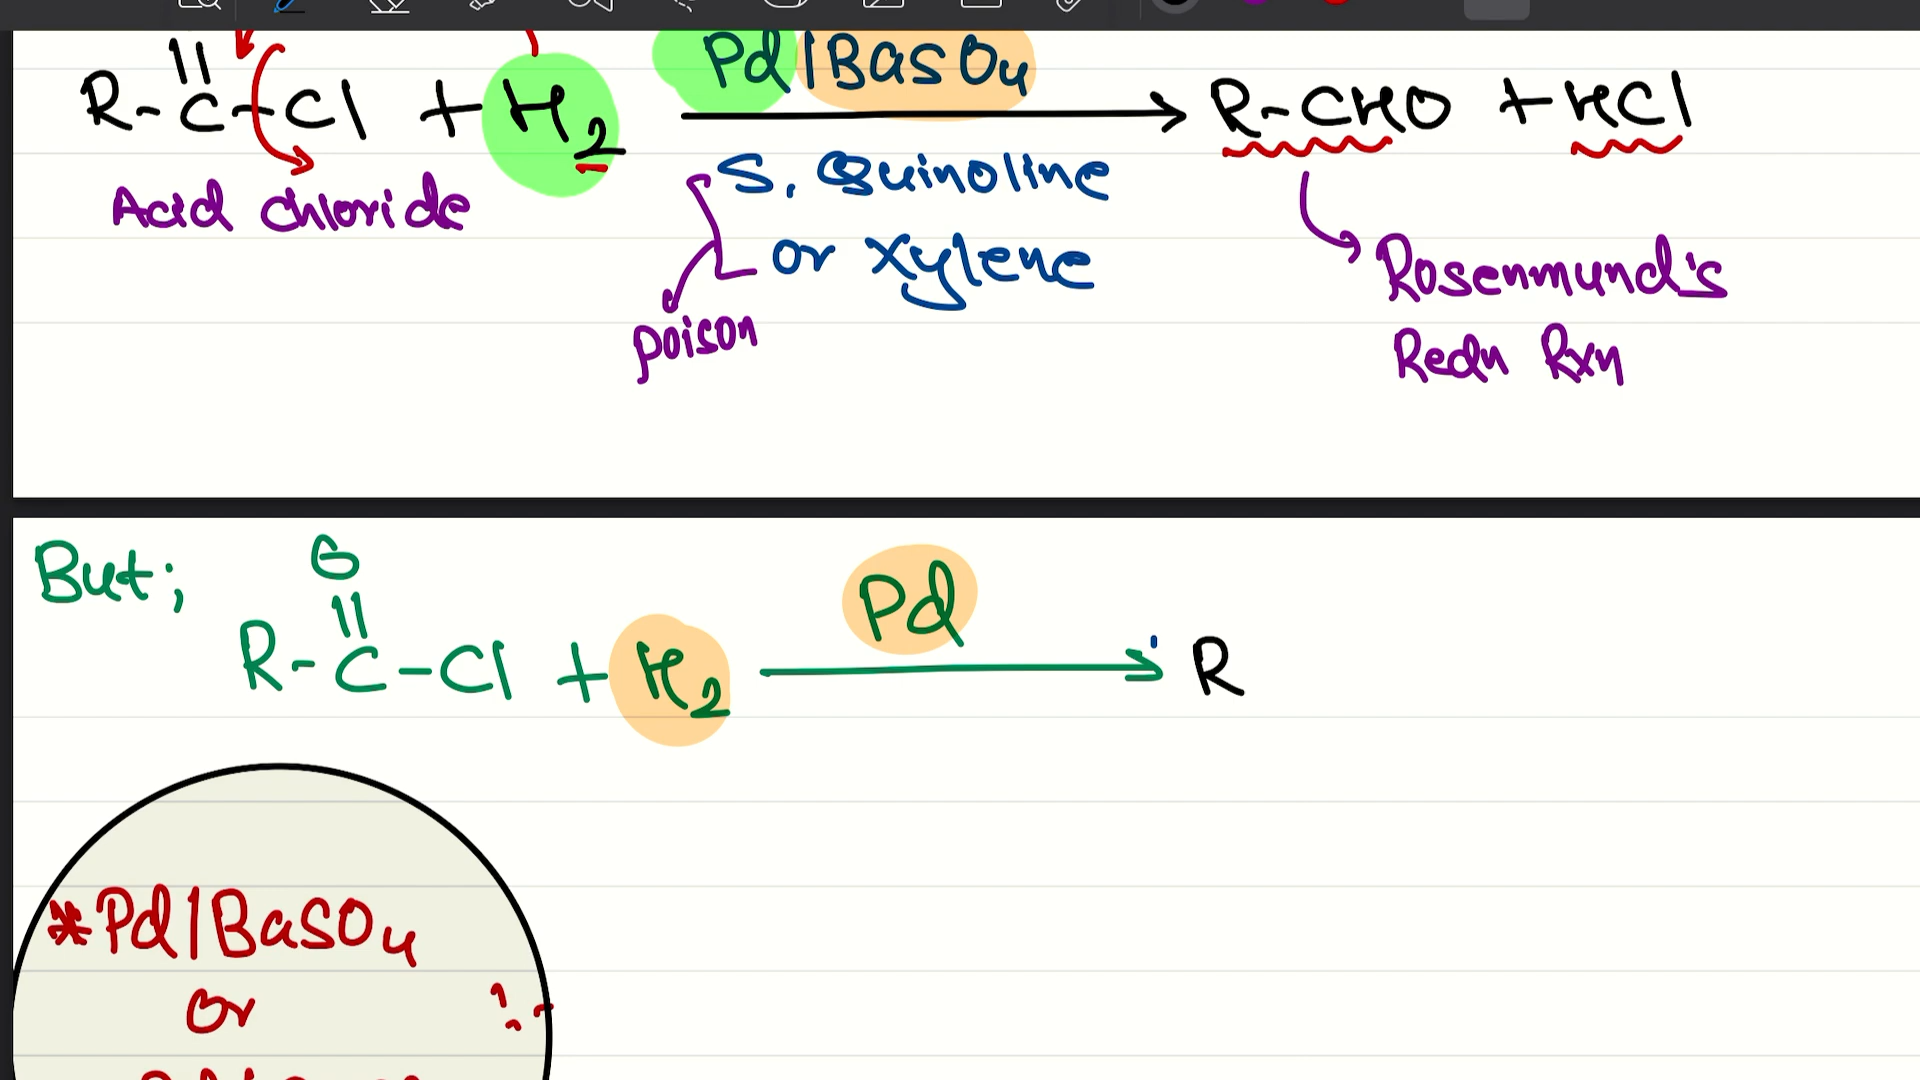 R-C-Cl + H2 Pd|BaSO4 R-CHO + HCl
Acid chloride
S, Quinoline
or Xylene
poison
Rosenmund's
Redn Rxn
But;
O
R-C-Cl + H2 Pd R
*Pd|BaSO4
or